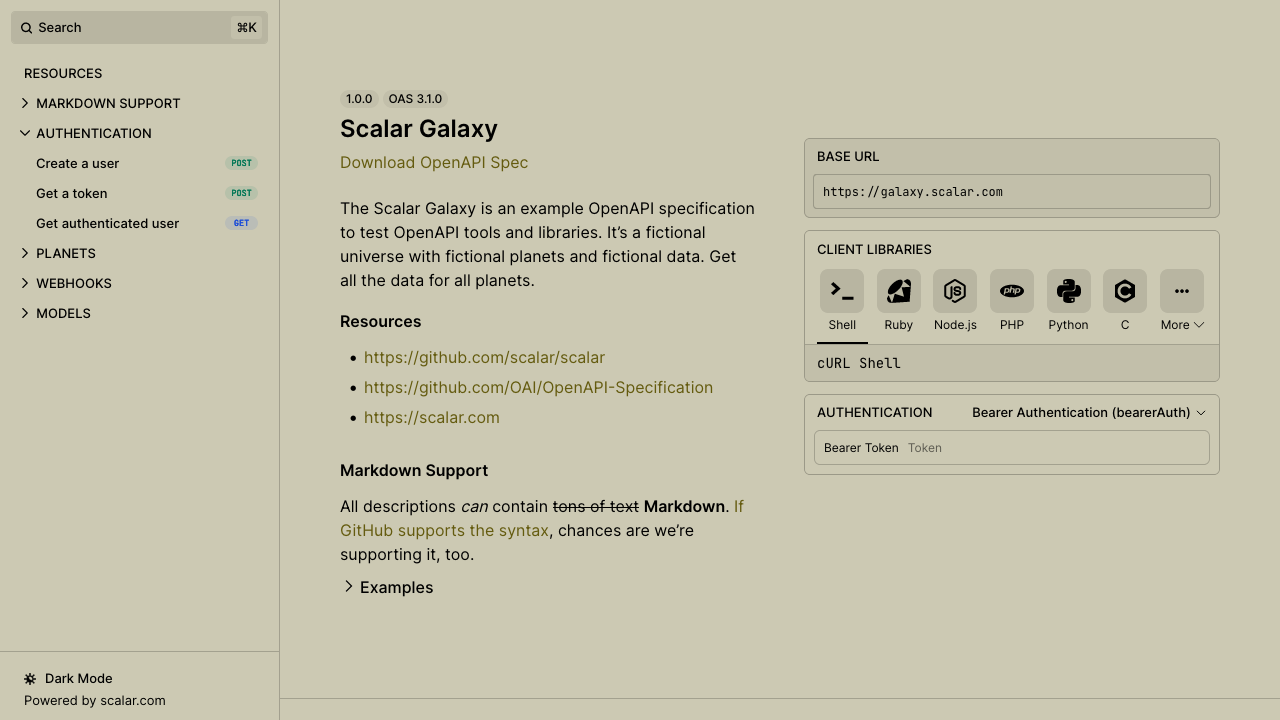 Search ⌘K
RESOURCES
MARKDOWN SUPPORT
AUTHENTICATION
Create a user POST
Get a token POST
Get authenticated user GET
PLANETS
WEBHOOKS
MODELS
Dark Mode
Powered by scalar.com
1.0.0 OAS 3.1.0
Scalar Galaxy
Download OpenAPI Spec
The Scalar Galaxy is an example OpenAPI specification
to test OpenAPI tools and libraries. It’s a fictional
universe with fictional planets and fictional data. Get
all the data for all planets.
Resources
• https://github.com/scalar/scalar
• https://github.com/OAI/OpenAPI-Specification
• https://scalar.com
Markdown Support
All descriptions can contain tons of text Markdown. If
GitHub supports the syntax, chances are we’re
supporting it, too.
Examples
BASE URL
https://galaxy.scalar.com
CLIENT LIBRARIES
Shell Ruby Node.js PHP Python C More
cURL Shell
AUTHENTICATION Bearer Authentication (bearerAuth)
Bearer Token Token